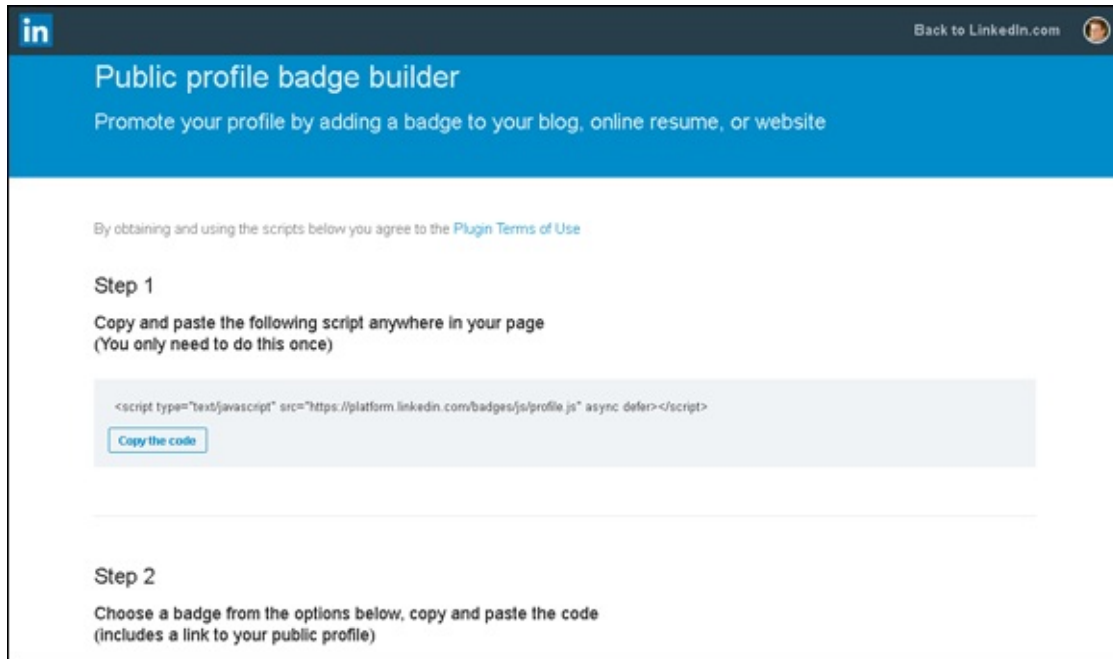 in
Back to LinkedIn.com
Public profile badge builder
Promote your profile by adding a badge to your blog, online resume, or website
By obtaining and using the scripts below you agree to the Plugin Terms of Use
Step 1
Copy and paste the following script anywhere in your page
(You only need to do this once)
<script type="text/javascript" src="https://platform.linkedin.com/badges/js/profile.js" async defer></script>
Copy the code
Step 2
Choose a badge from the options below, copy and paste the code
(includes a link to your public profile)